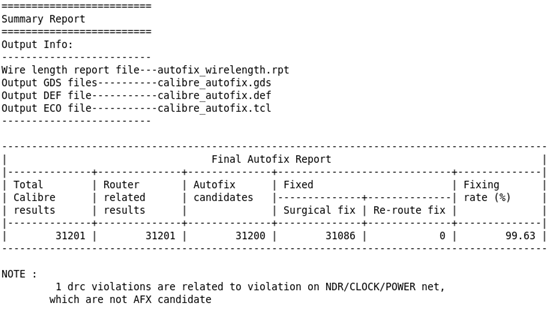 =========================
Summary Report
=========================
Output Info:
-------------------------
Wire length report file---autofix_wirelength.rpt
Output GDS files----------calibre_autofix.gds
Output DEF file-----------calibre_autofix.def
Output ECO file-----------calibre_autofix.tcl
-------------------------
-------------------------------------------------------------------------------------------
|                                  Final Autofix Report                                   |
|--------------+--------------+--------------+-----------------------------+--------------|
| Total        | Router       | Autofix      | Fixed                       | Fixing       |
| Calibre      | related      | candidates   |--------------+--------------| rate (%)     |
| results      | results      |              | Surgical fix | Re-route fix |              |
|--------------+--------------+--------------+--------------+--------------+--------------|
|        31201 |        31201 |        31200 |        31086 |            0 |        99.63 |
-------------------------------------------------------------------------------------------
NOTE :
         1 drc violations are related to violation on NDR/CLOCK/POWER net,
        which are not AFX candidate